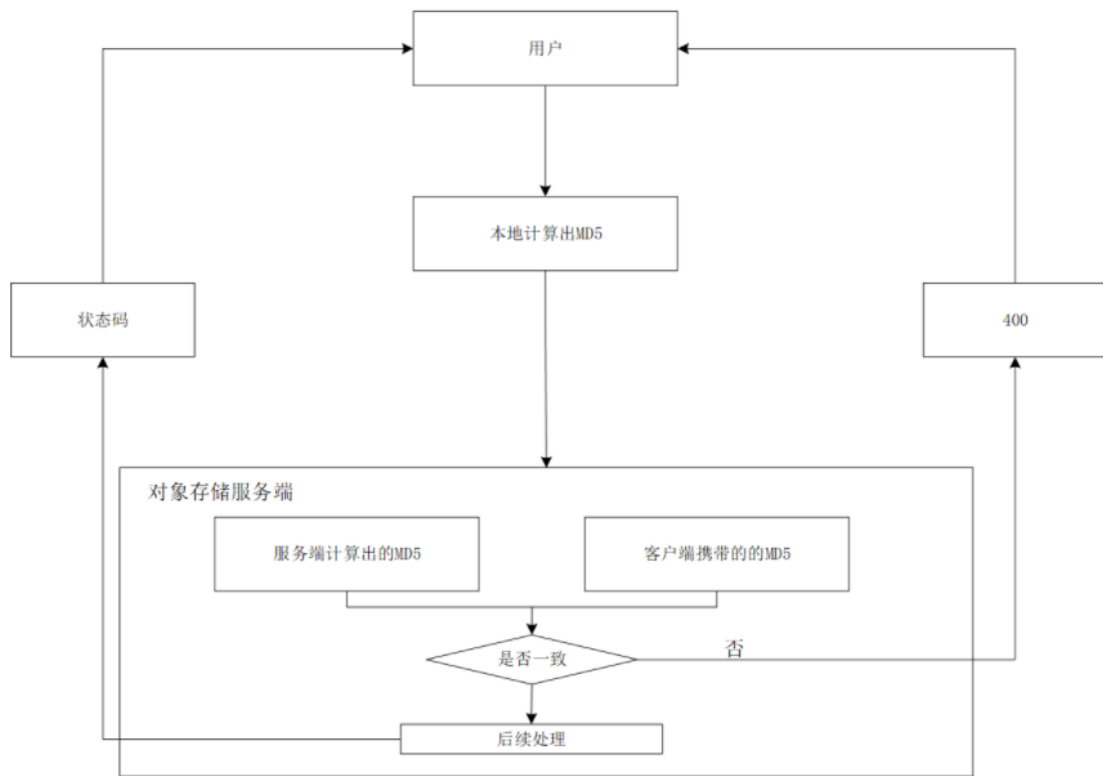 用户
本地计算出MD5
状态码
400
对象存储服务端
服务端计算出的MD5
客户端携带的的MD5
是否一致
否
后续处理